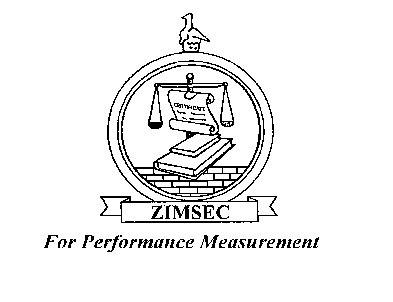 CERTIFICATE
ZIMSEC
For Performance Measurement